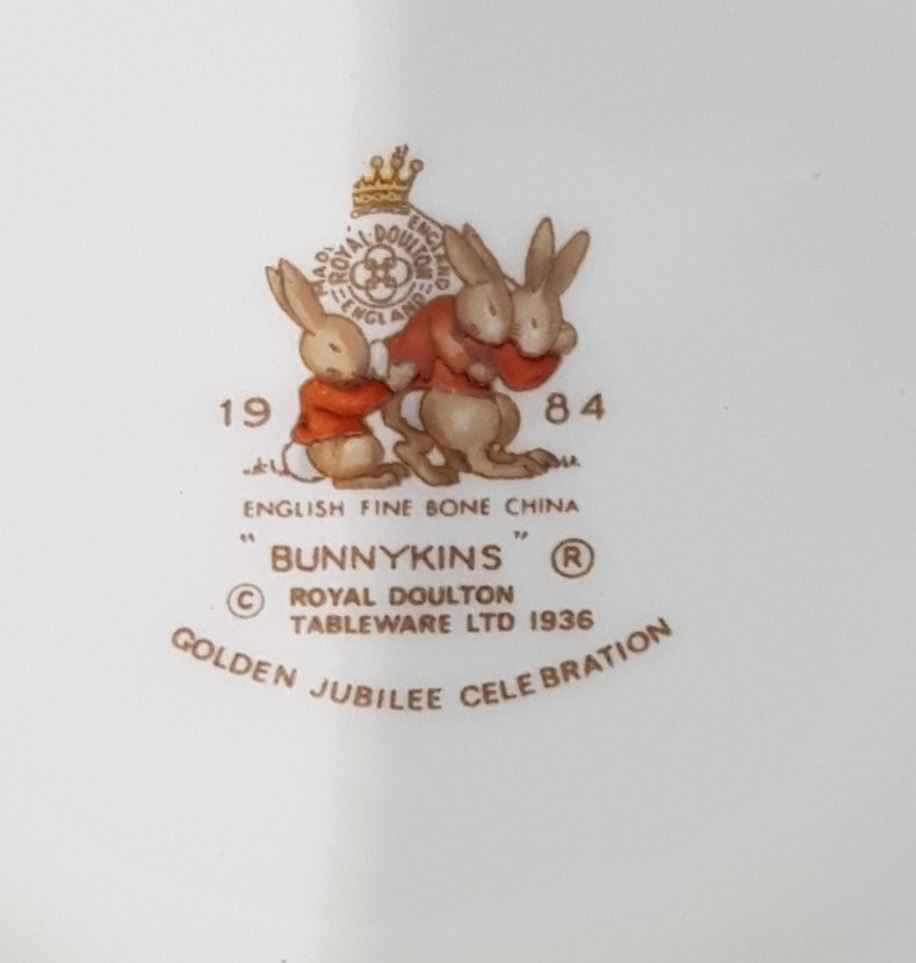 MADE ENGLAND
ROYAL·DOULTON
ENGLAND
19 84
ENGLISH FINE BONE CHINA
"BUNNYKINS" ®
© ROYAL DOULTON
TABLEWARE LTD 1936
GOLDEN JUBILEE CELEBRATION